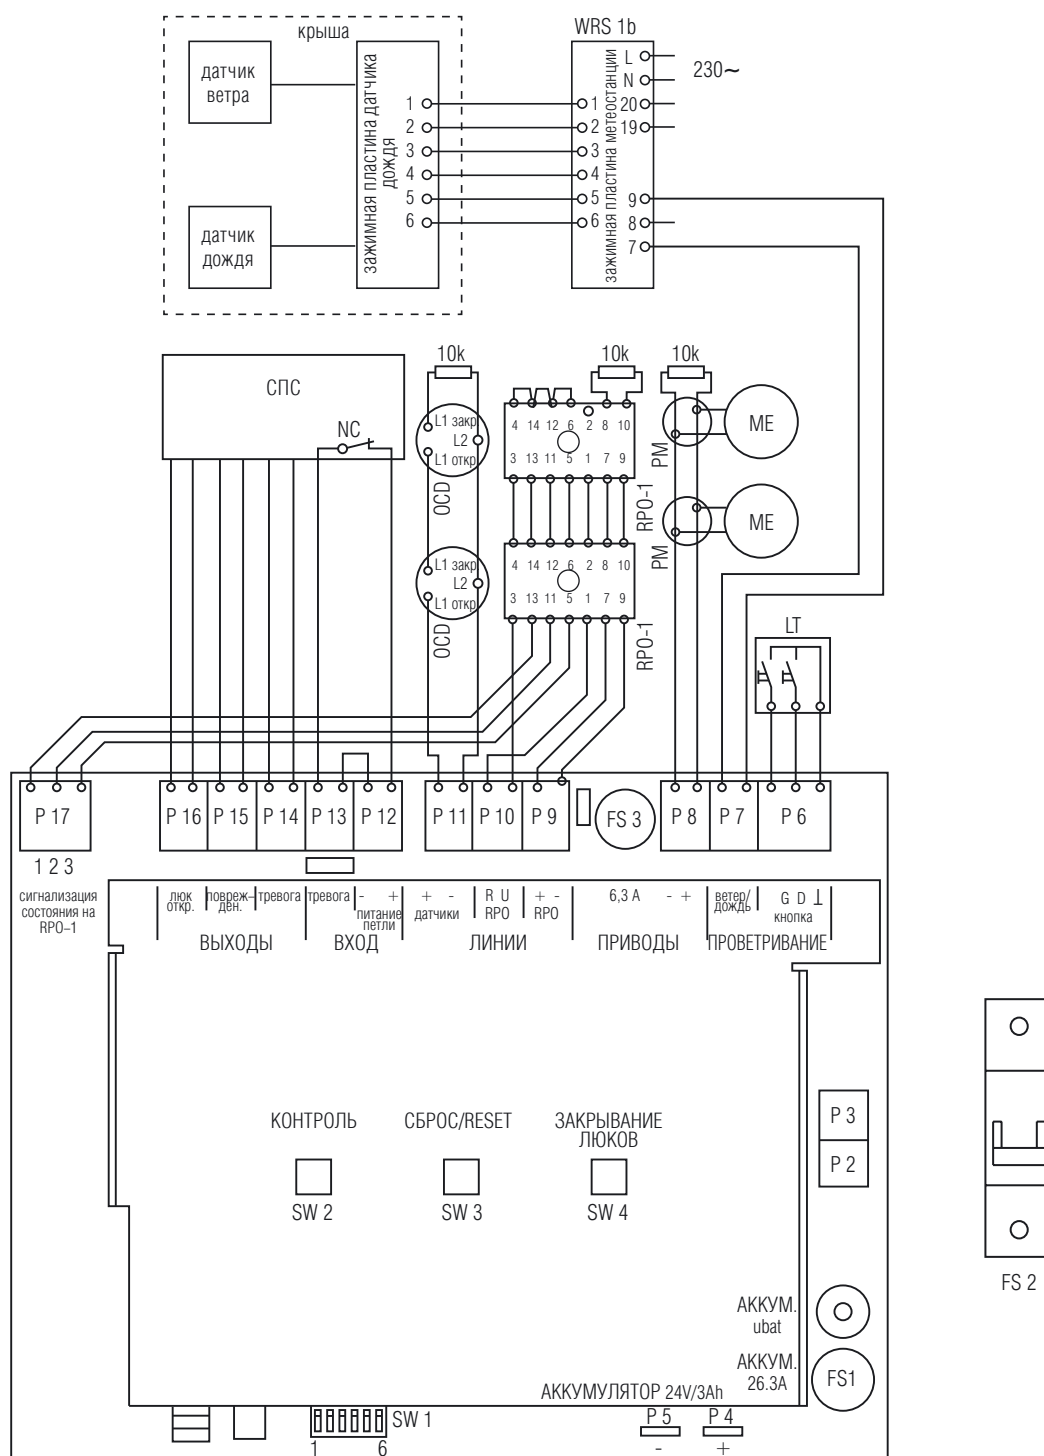 крыша
WRS 1b
датчик
ветра
датчик
дождя
зажимная пластина датчика
дождя
1
2
3
4
5
6
зажимная пластина метеостанции
1
2
3
4
5
6
L
N
20
19
9
8
7
230~
СПС
NC
10k
10k
10k
L1 закр
L2
L1 откр
OCD
4 14 12 6 2 8 10
3 13 11 5 1 7 9
RPO-1
PM
ME
L1 закр
L2
L1 откр
OCD
4 14 12 6 2 8 10
3 13 11 5 1 7 9
RPO-1
PM
ME
LT
P 17
P 16
P 15
P 14
P 13
P 12
P 11
P 10
P 9
FS 3
P 8
P 7
P 6
1 2 3
сигнализация
состояния на
RPO-1
люк
откр.
повреж-
ден.
тревога
тревога
- +
питание
петли
+ -
датчики
R U
RPO
+ -
RPO
6,3 A
- +
ветер/
дождь
G D ⊥
кнопка
ВЫХОДЫ
ВХОД
ЛИНИИ
ПРИВОДЫ
ПРОВЕТРИВАНИЕ
КОНТРОЛЬ
SW 2
СБРОС/RESET
SW 3
ЗАКРЫВАНИЕ
ЛЮКОВ
SW 4
P 3
P 2
FS 2
АККУМ.
ubat
АККУМ.
26.3A
FS1
АККУМУЛЯТОР 24V/3Ah
SW 1
1 6
P 5
-
P 4
+